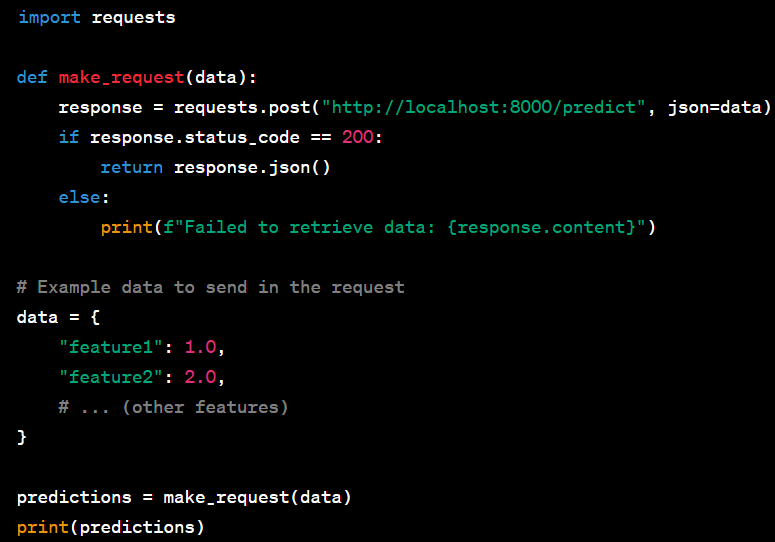 import requests

def make_request(data):
    response = requests.post("http://localhost:8000/predict", json=data)
    if response.status_code == 200:
        return response.json()
    else:
        print(f"Failed to retrieve data: {response.content}")

# Example data to send in the request
data = {
    "feature1": 1.0,
    "feature2": 2.0,
    # ... (other features)
}

predictions = make_request(data)
print(predictions)